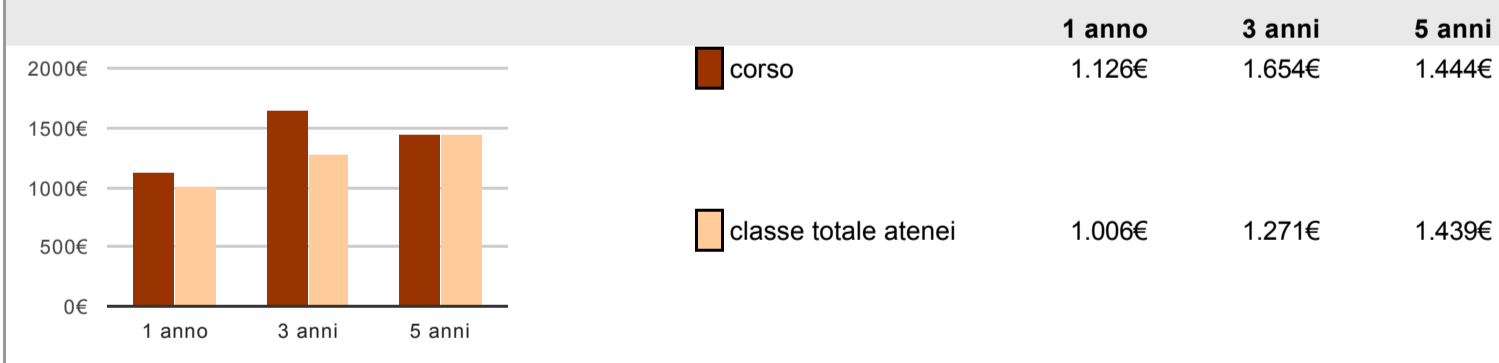 1 anno 3 anni 5 anni
corso 1.126€ 1.654€ 1.444€
classe totale atenei 1.006€ 1.271€ 1.439€
2000€
1500€
1000€
500€
0€
1 anno 3 anni 5 anni